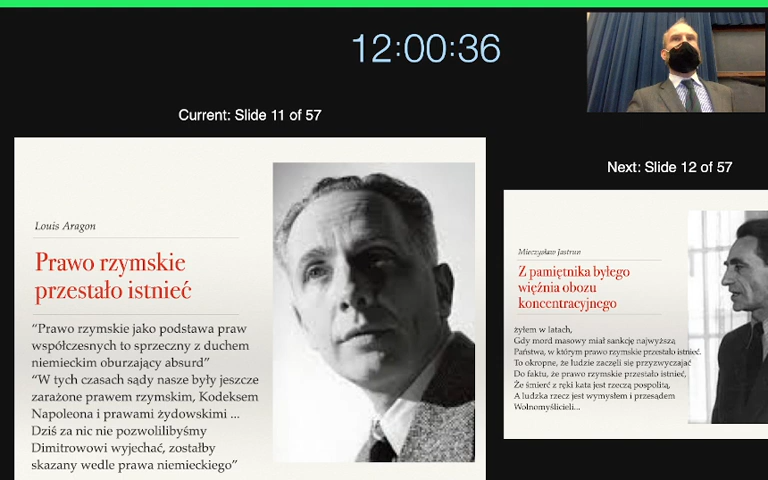 12:00:36
Current: Slide 11 of 57
Louis Aragon
Prawo rzymskie
przestało istnieć
“Prawo rzymskie jako podstawa praw
współczesnych to sprzeczny z duchem
niemieckim oburzający absurd”
“W tych czasach sądy nasze były jeszcze
zarażone prawem rzymskim, Kodeksem
Napoleona i prawami żydowskimi ...
Dziś za nic nie pozwolilibyśmy
Dimitrowowi wyjechać, zostałby
skazany wedle prawa niemieckiego”
Next: Slide 12 of 57
Mieczysław Jastrun
Z pamiętnika byłego
więźnia obozu
koncentracyjnego
żyłem w latach,
Gdy mord masowy miał sankcję najwyższą
Państwa, w którym prawo rzymskie przestało istnieć.
To okropne, że ludzie zaczęli się przyzwyczajać
Do faktu, że prawo rzymskie przestało istnieć,
Że śmierć z ręki kata jest rzeczą pospolitą,
A ludzka rzecz jest wymysłem i przesądem
Wolnomyślicieli...